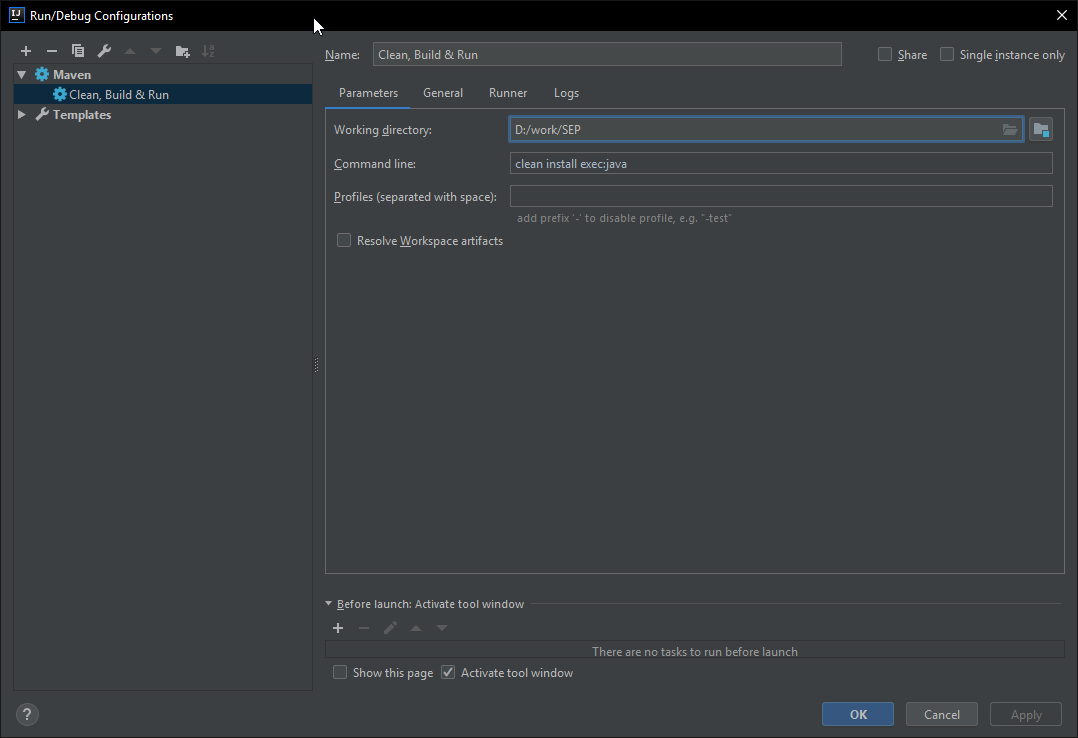 Run/Debug Configurations
Maven
Clean, Build & Run
Templates
Name: Clean, Build & Run Share Single instance only
Parameters General Runner Logs
Working directory: D:/work/SEP
Command line: clean install exec:java
Profiles (separated with space):
add prefix '-' to disable profile, e.g. "-test"
Resolve Workspace artifacts
Before launch: Activate tool window
There are no tasks to run before launch
Show this page Activate tool window
? OK Cancel Apply